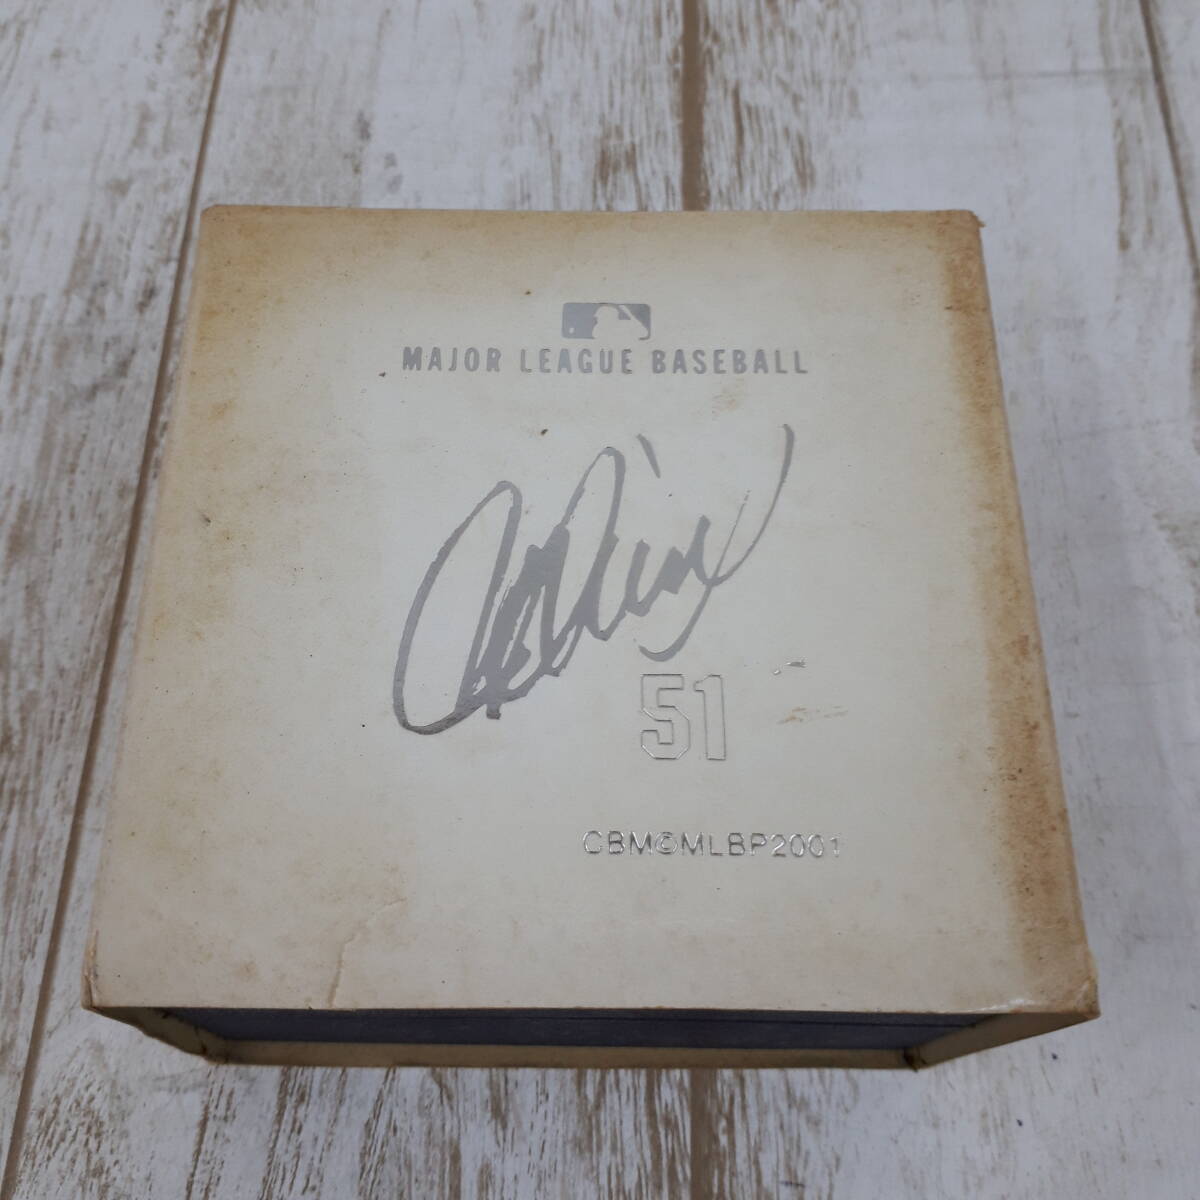 MAJOR LEAGUE BASEBALL
51
CBM©MLBP2001